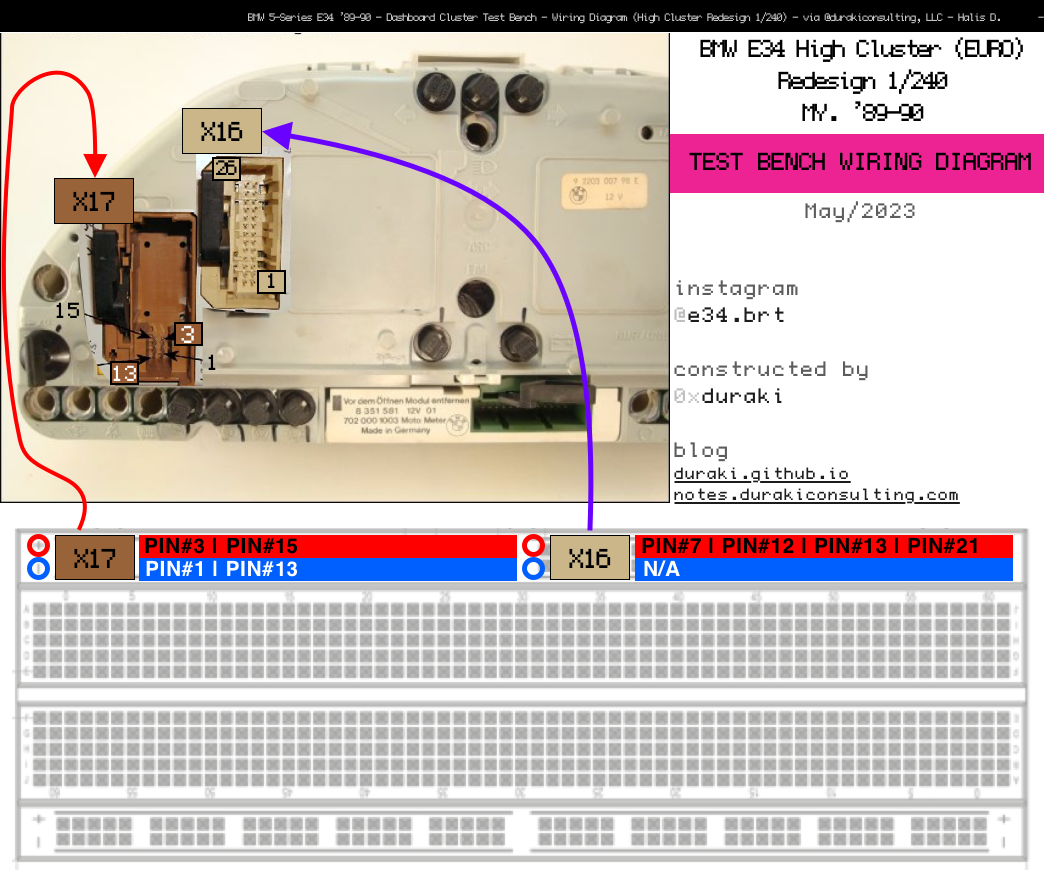 BMW 5-Series E34 '89-90 - Dashboard Cluster Test Bench - Wiring Diagram (High Cluster Redesign 1/240) - via @durakiconsulting, LLC - Halis D.
BMW E34 High Cluster (EURO)
Redesign 1/240
MY. '89-90
TEST BENCH WIRING DIAGRAM
May/2023
instagram
@e34.brt
constructed by
0xduraki
blog
duraki.github.io
notes.durakiconsulting.com
X16
26
X17
1
15
3
13
1
12 V
Vor dem Öffnen Modul entfernen
8 351 581 12V 01
702 000 1003 Moto Meter
Made in Germany
X17
PIN#3 | PIN#15
PIN#1 | PIN#13
X16
PIN#7 | PIN#12 | PIN#13 | PIN#21
N/A